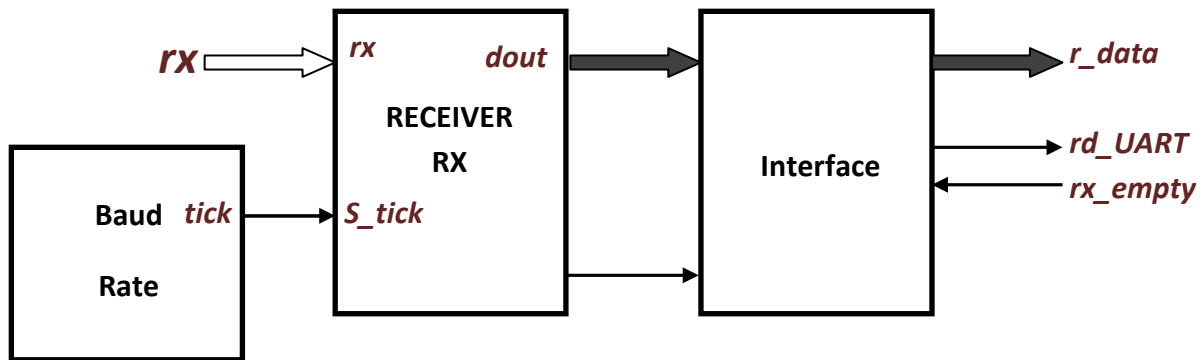 rx
rx
dout
r_data
RECEIVER
RX
rd_UART
Interface
rx_empty
Baud
tick
S_tick
Rate